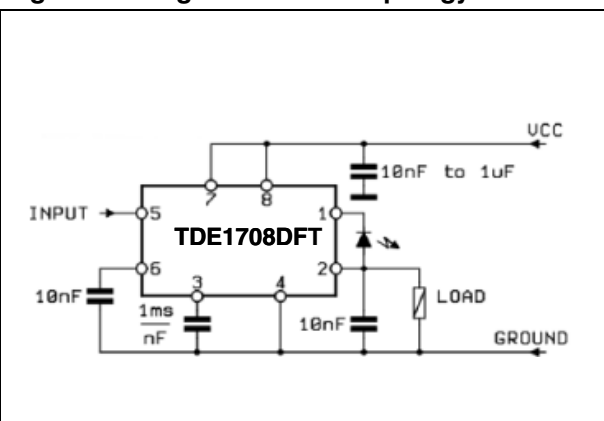 VCC
10nF to 1uF
7
8
INPUT
5
1
TDE1708DFT
6
2
3
4
10nF
1ms
nF
10nF
LOAD
GROUND